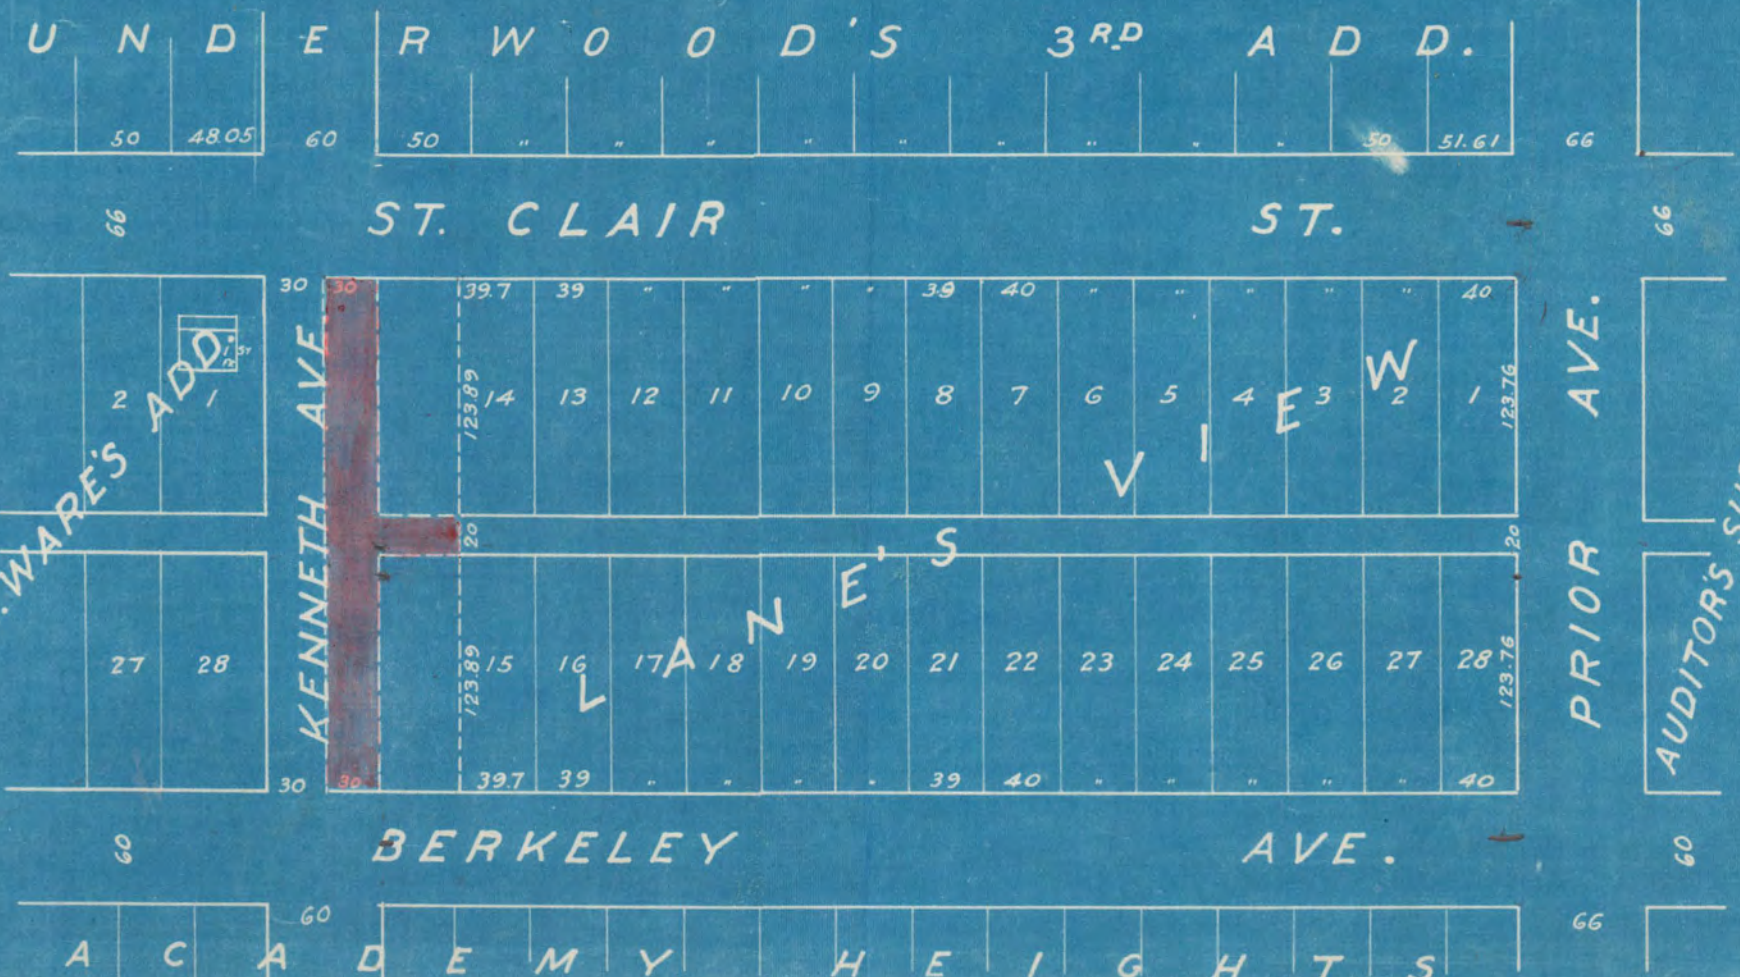 UNDERWOOD'S 3RD ADD.
50 48.05 60 50 " " " " " " " " " 50 51.61 66
66 ST. CLAIR ST. 66
30 30 39.7 39 " " " " 39 40 " " " " " 40
WARE'S ADD.
2 1
KENNETH AVE
123.89 14 13 12 11 10 9 8 7 6 5 4 3 2 1 123.76
LANE'S VIEW
PRIOR AVE.
20 20
27 28
123.89 15 16 17 18 19 20 21 22 23 24 25 26 27 28 123.76
AUDITOR'S
30 30 39.7 39 " " " " 39 40 " " " " " 40
60 BERKELEY AVE. 60
60 66
ACADEMY HEIGHTS